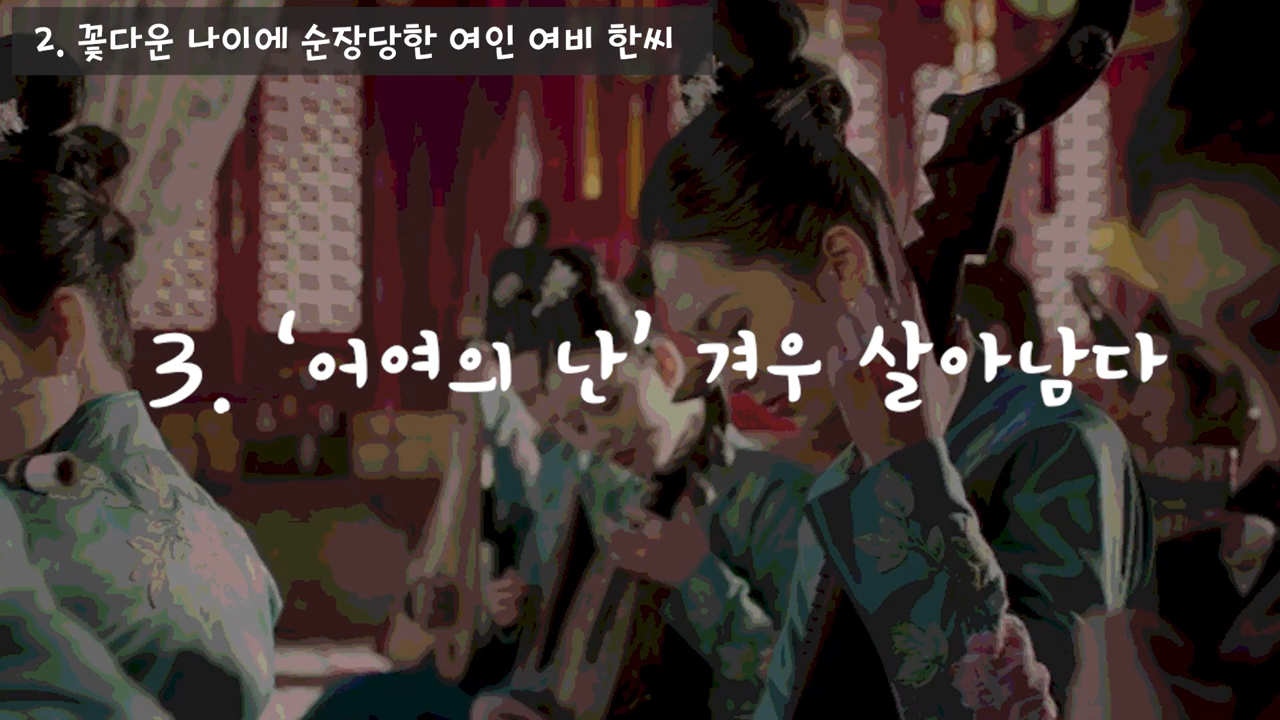 2. 꽃다운 나이에 순장당한 여인 여비 한씨
3. ‘어여의 난’ 겨우 살아남다